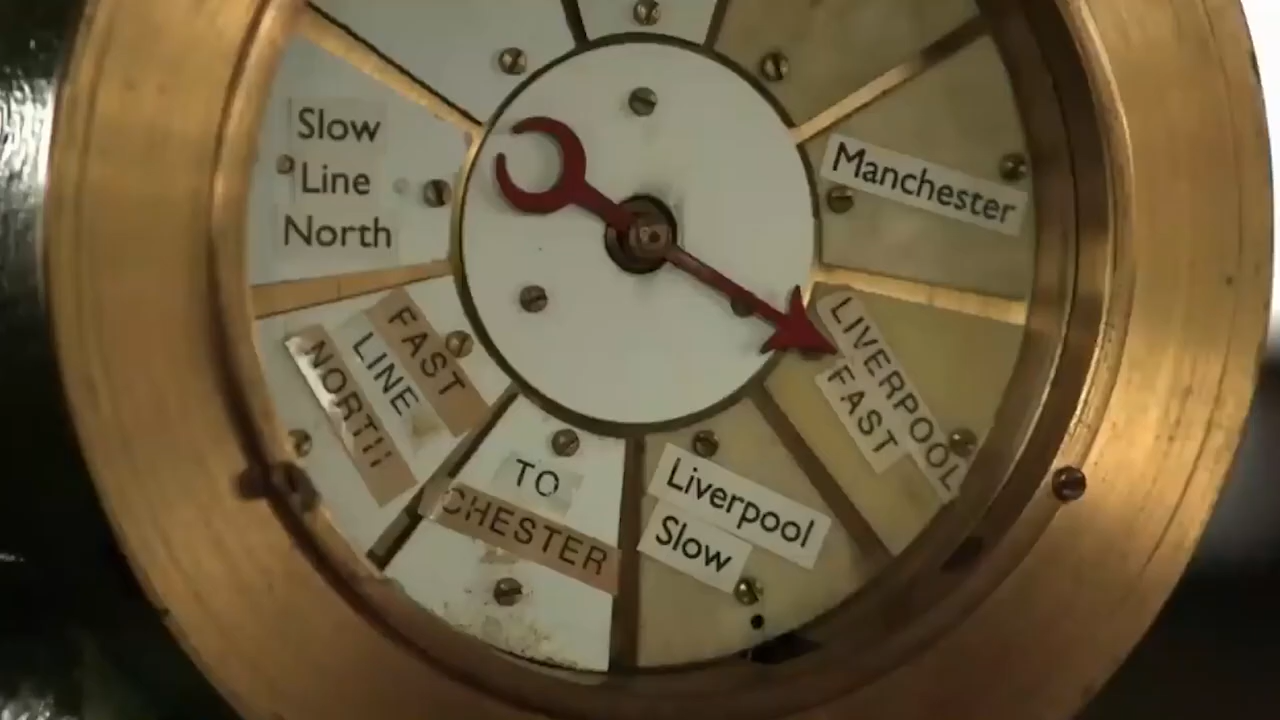 Slow
Line
North
Manchester
FAST
LINE
NORTH
TO
CHESTER
Liverpool
Slow
LIVERPOOL
FAST